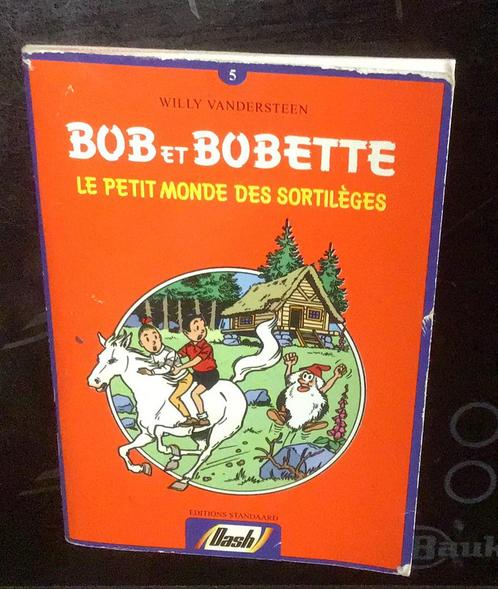 5
WILLY VANDERSTEEN
BOB ET BOBETTE
LE PETIT MONDE DES SORTILÈGES
EDITIONS STANDAARD
Dash